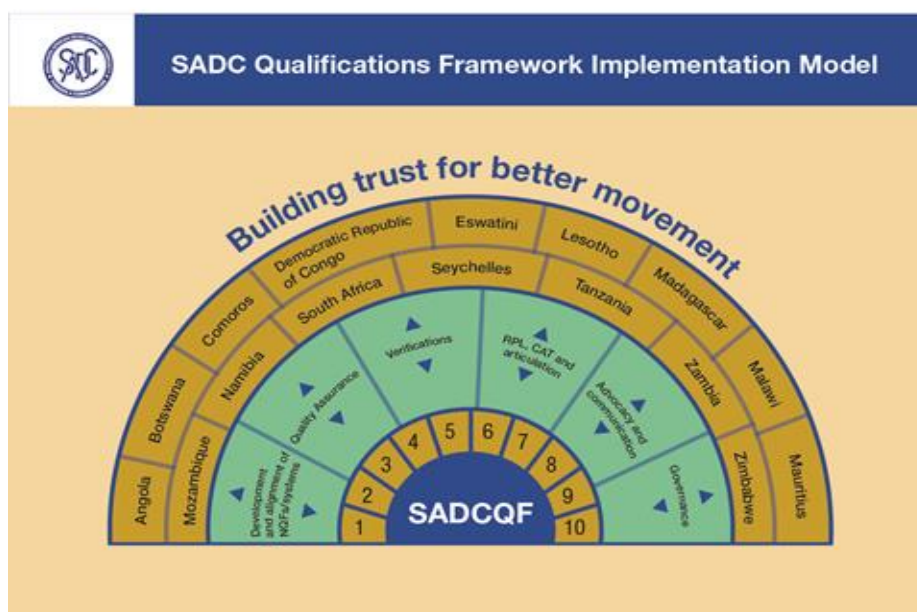 SADC
SADC Qualifications Framework Implementation Model
Building trust for better movement
Angola
Botswana
Comoros
Democratic Republic
of Congo
Eswatini
Lesotho
Madagascar
Malawi
Mauritius
Mozambique
Namibia
South Africa
Seychelles
Tanzania
Zambia
Zimbabwe
Development
and alignment of
NQFs/systems
Quality Assurance
Verifications
RPL, CAT and
articulation
Advocacy and
communication
Governance
1
2
3
4
5
6
7
8
9
10
SADCQF